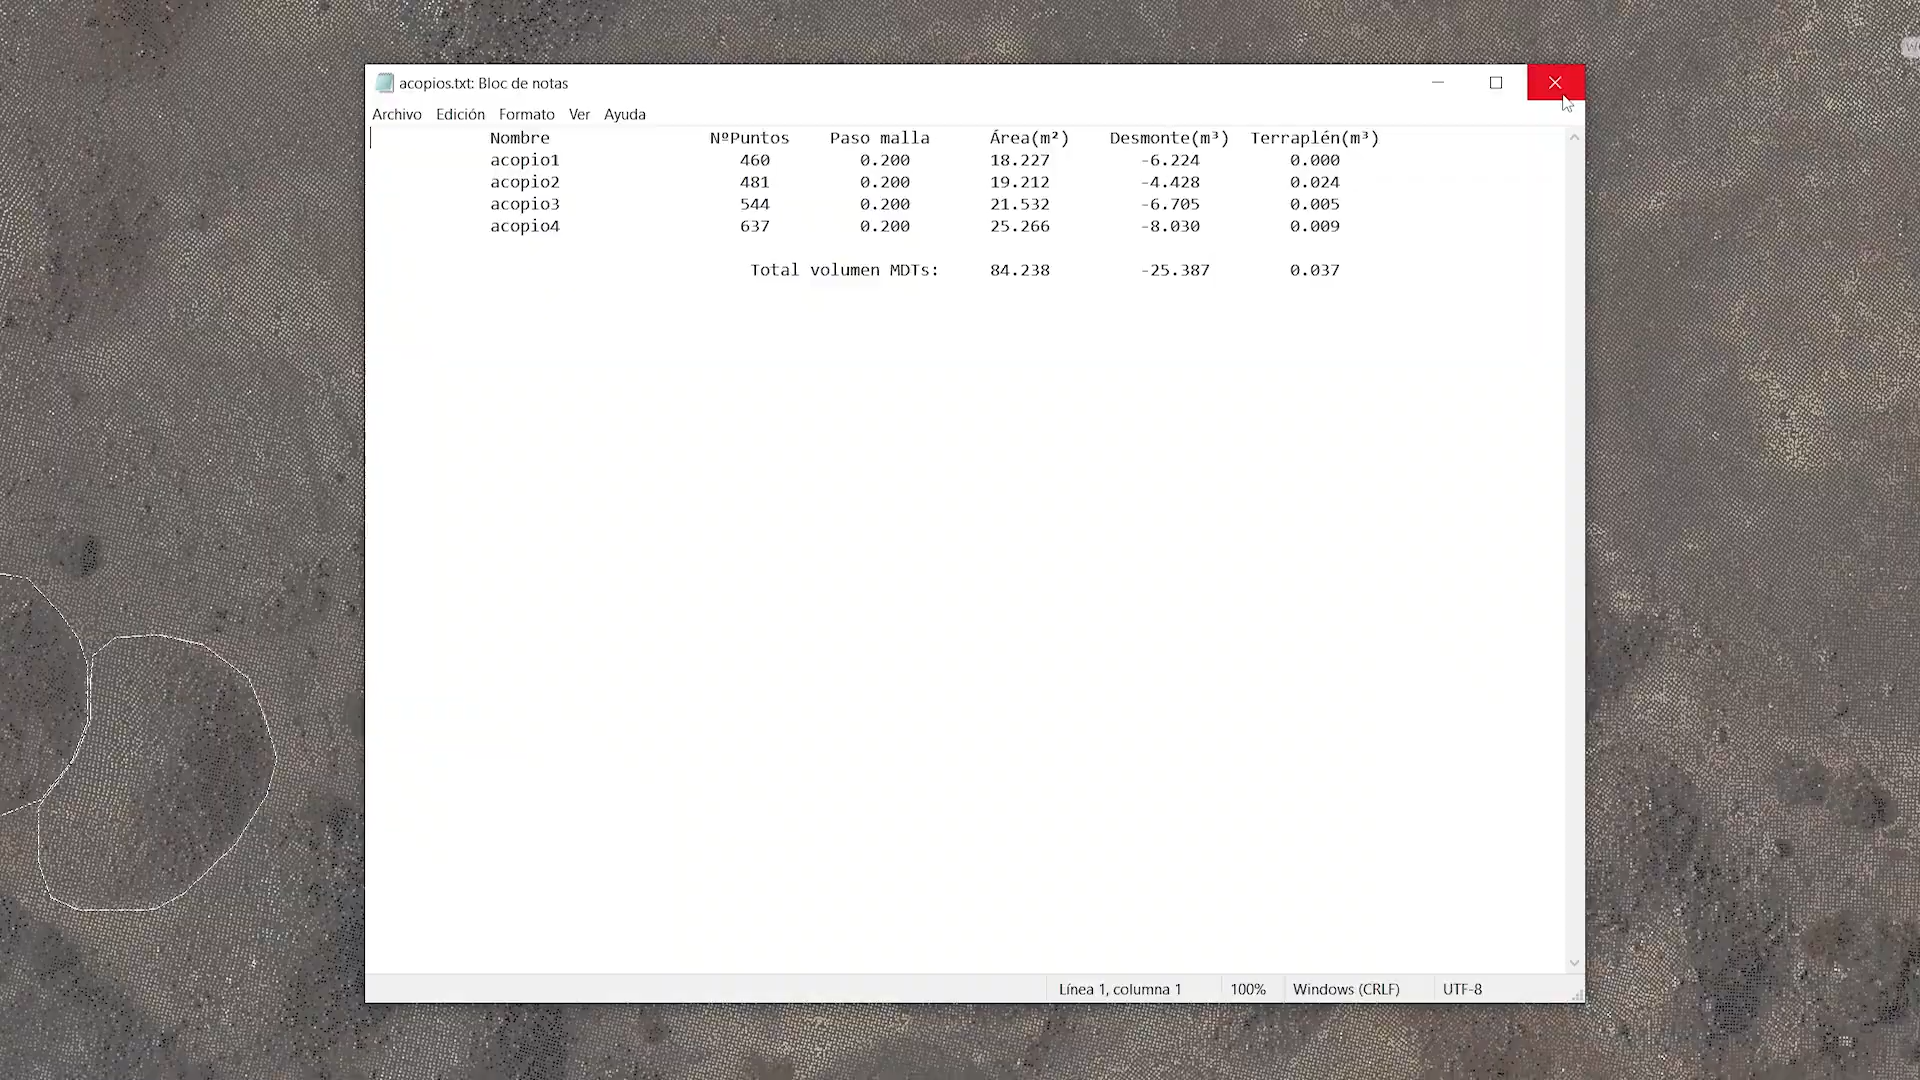 acopios.txt: Bloc de notas
Archivo Edición Formato Ver Ayuda
Nombre NºPuntos Paso malla Área(m²) Desmonte(m³) Terraplén(m³)
acopio1 460 0.200 18.227 -6.224 0.000
acopio2 481 0.200 19.212 -4.428 0.024
acopio3 544 0.200 21.532 -6.705 0.005
acopio4 637 0.200 25.266 -8.030 0.009
Total volumen MDTs: 84.238 -25.387 0.037
Línea 1, columna 1 100% Windows (CRLF) UTF-8